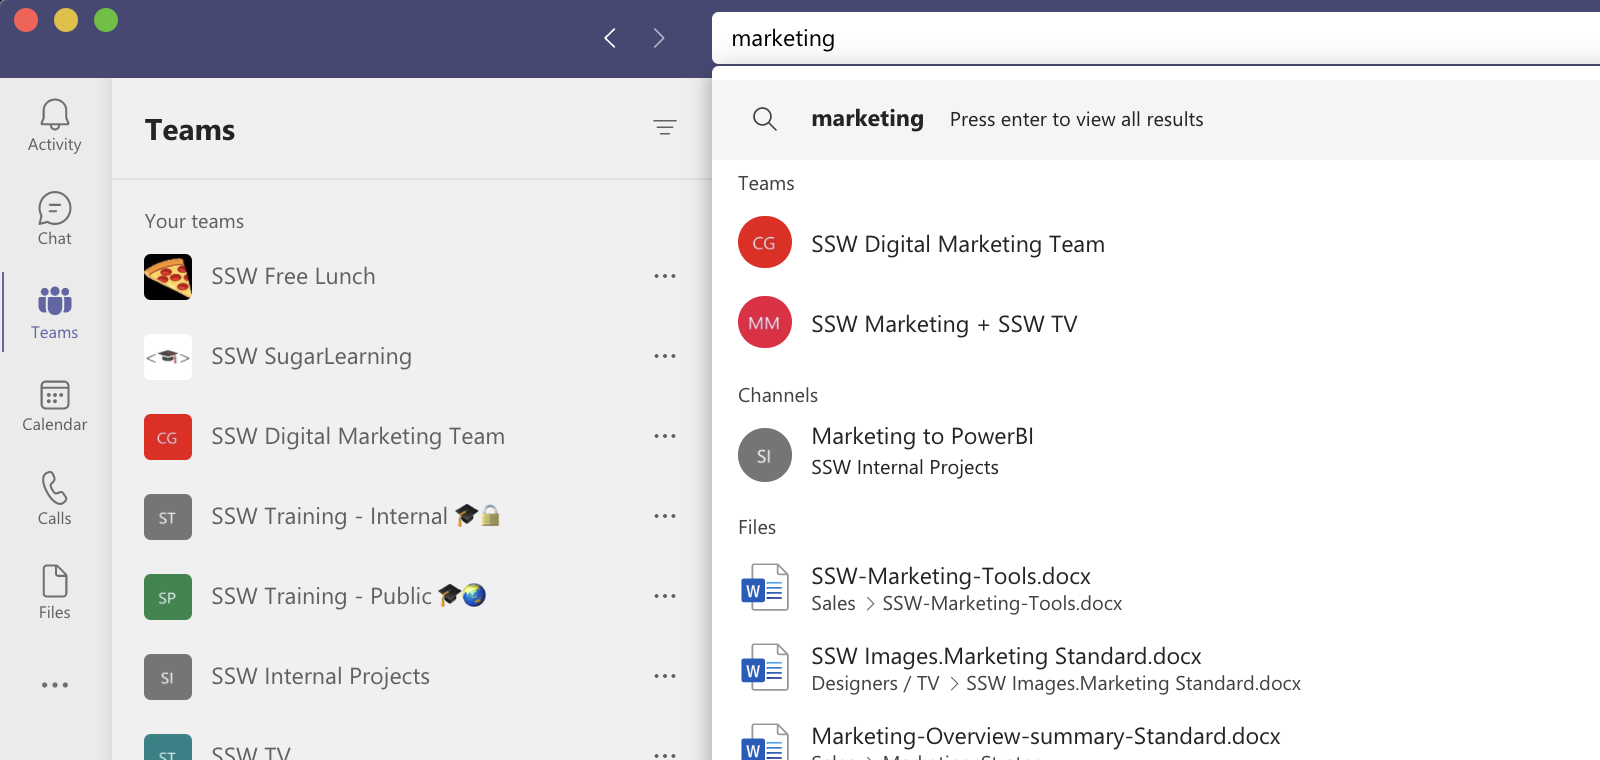 marketing
marketing Press enter to view all results
Activity
Chat
Teams
Calendar
Calls
Files
Teams
Your teams
SSW Free Lunch
SSW SugarLearning
CG SSW Digital Marketing Team
ST SSW Training - Internal 🎓🔒
SP SSW Training - Public 🎓🌏
SI SSW Internal Projects
ST SSW TV
Teams
CG SSW Digital Marketing Team
MM SSW Marketing + SSW TV
Channels
SI Marketing to PowerBI
SSW Internal Projects
Files
W SSW-Marketing-Tools.docx
Sales > SSW-Marketing-Tools.docx
W SSW Images.Marketing Standard.docx
Designers / TV > SSW Images.Marketing Standard.docx
W Marketing-Overview-summary-Standard.docx
Sales > Marketing